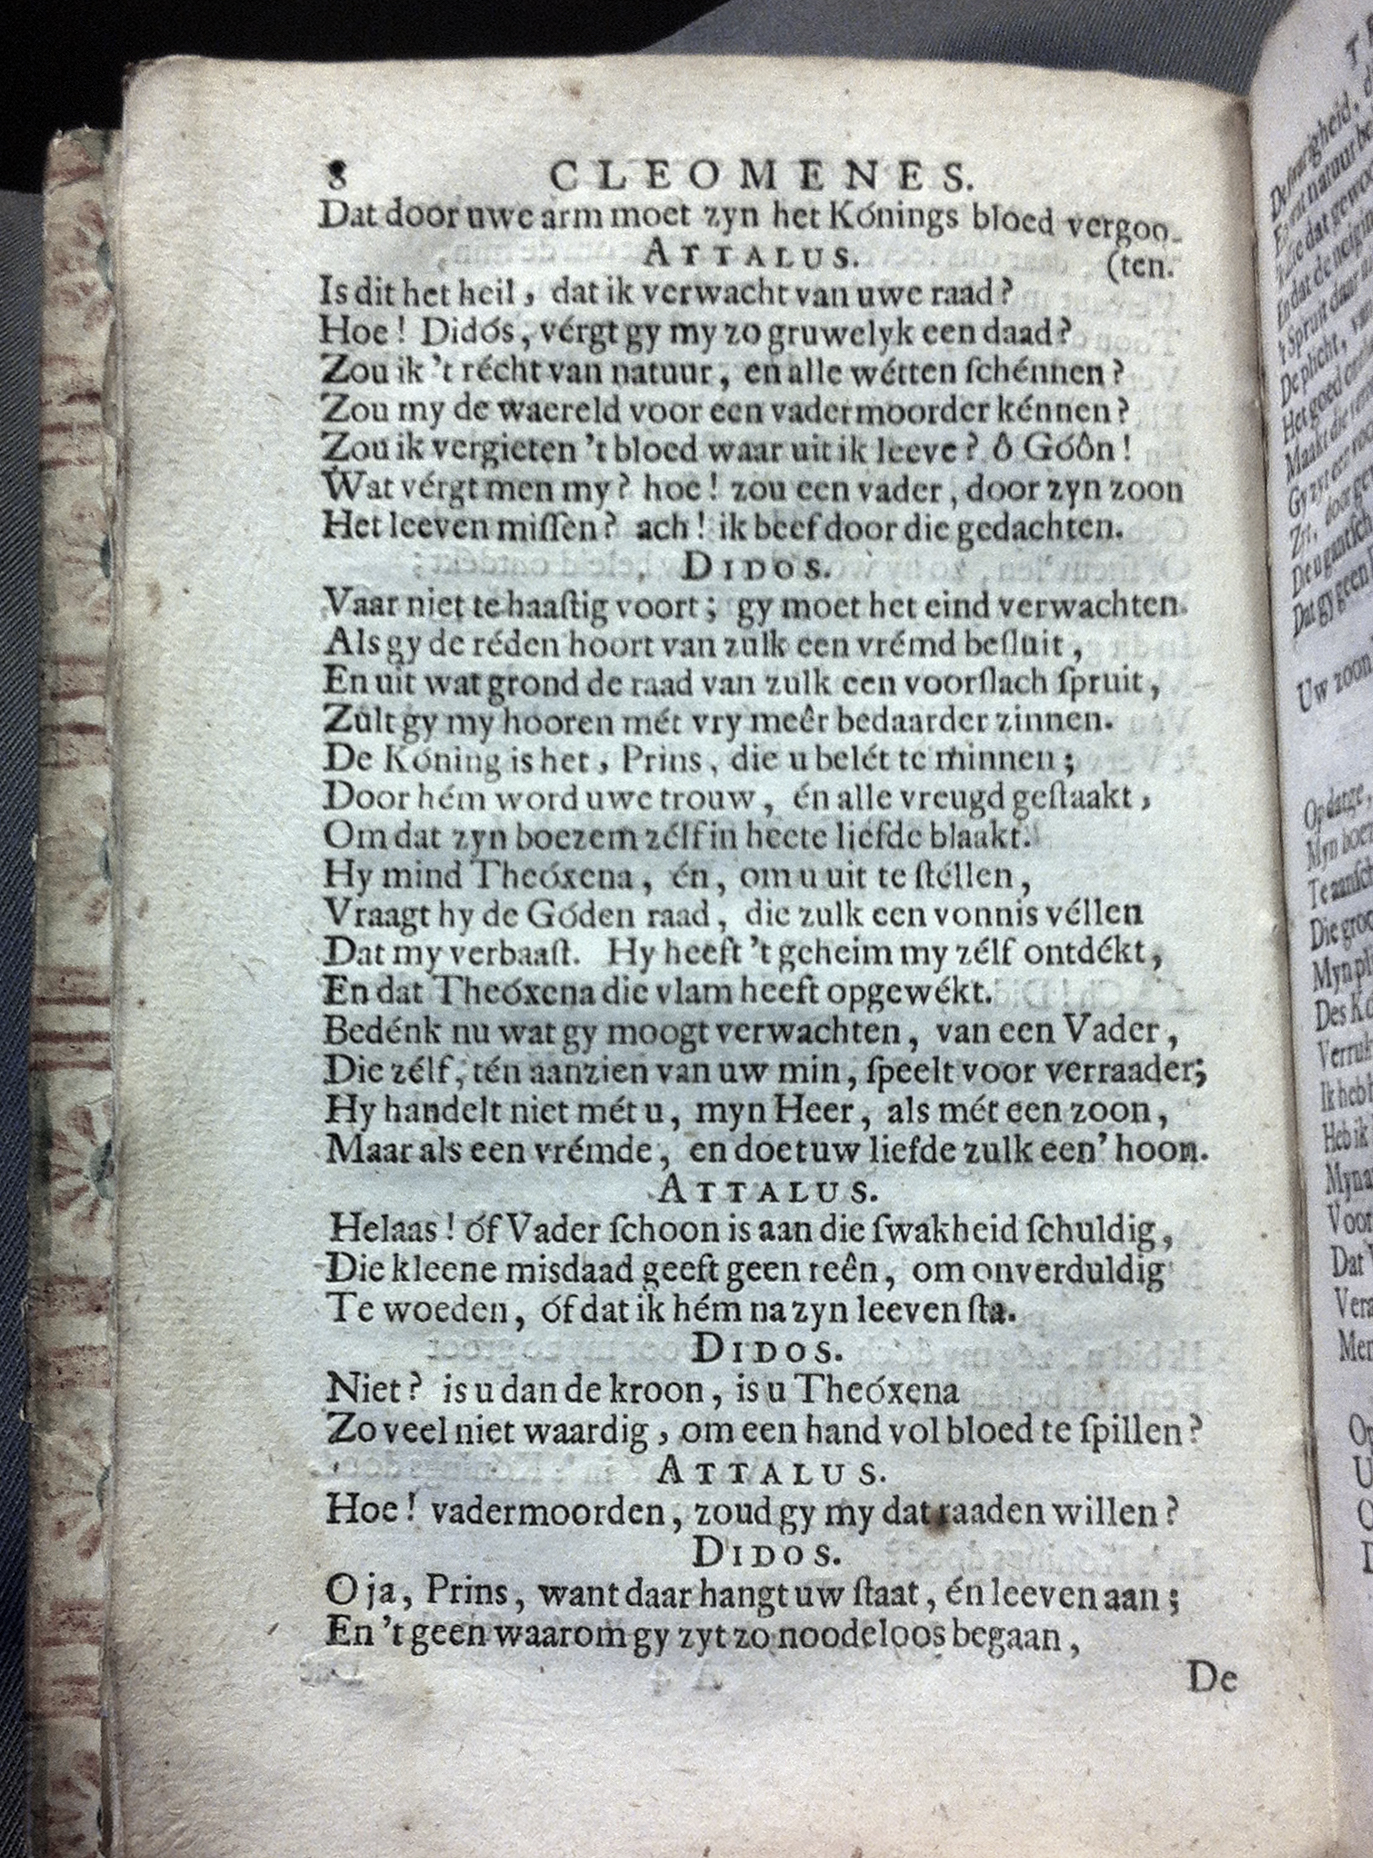 8 CLEOMENES.
Dat door uwe arm moet zyn het Kónings bloed vergoo-
ATTALUS. (ten.
Is dit het heil, dat ik verwacht van uwe raad?
Hoe! Didós, vérgt gy my zo gruwelyk een daad?
Zou ik 't récht van natuur, en alle wétten ſchénnen?
Zou my de waereld voor een vadermoorder kénnen?
Zou ik vergieten 't bloed waar uit ik leeve? ô Góôn!
Wat vérgt men my? hoe! zou een vader, door zyn zoon
Het leeven miſſen? ach! ik beef door die gedachten.
DIDOS.
Vaar niet te haaſtig voort; gy moet het eind verwachten.
Als gy de réden hoort van zulk een vrémd beſluit,
En uit wat grond de raad van zulk een voorſlach ſpruit,
Zult gy my hooren mét vry meêr bedaarder zinnen.
De Kóning is het, Prins, die u belét te minnen;
Door hém word uwe trouw, én alle vreugd geſtaakt,
Om dat zyn boezem zélf in heete liefde blaakt.
Hy mind Theóxena, én, om u uit te ſtéllen,
Vraagt hy de Góden raad, die zulk een vonnis véllen
Dat my verbaaſt. Hy heeft 't geheim my zélf ontdékt,
En dat Theóxena die vlam heeft opgewékt.
Bedénk nu wat gy moogt verwachten, van een Vader,
Die zélf, tén aanzien van uw min, ſpeelt voor verraader;
Hy handelt niet mét u, myn Heer, als mét een zoon,
Maar als een vrémde, en doet uw liefde zulk een' hoon.
ATTALUS.
Helaas! óf Vader ſchoon is aan die ſwakheid ſchuldig,
Die kleene misdaad geeft geen reên, om onverduldig
Te woeden, óf dat ik hém na zyn leeven ſta.
DIDOS.
Niet? is u dan de kroon, is u Theóxena
Zo veel niet waardig, om een hand vol bloed te ſpillen?
ATTALUS.
Hoe! vadermoorden, zoud gy my dat raaden willen?
DIDOS.
O ja, Prins, want daar hangt uw ſtaat, én leeven aan;
En 't geen waarom gy zyt zo noodeloos begaan,
De